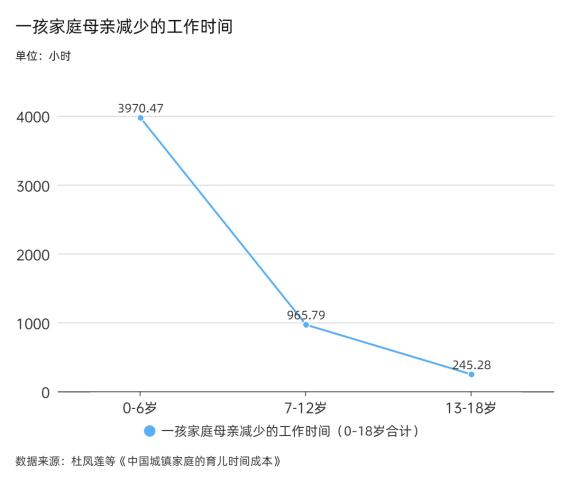 一孩家庭母亲减少的工作时间
单位：小时
3970.47
4000
3000
2000
965.79
1000
245.28
0
0-6岁 7-12岁 13-18岁
一孩家庭母亲减少的工作时间（0-18岁合计）
数据来源：杜凤莲等《中国城镇家庭的育儿时间成本》